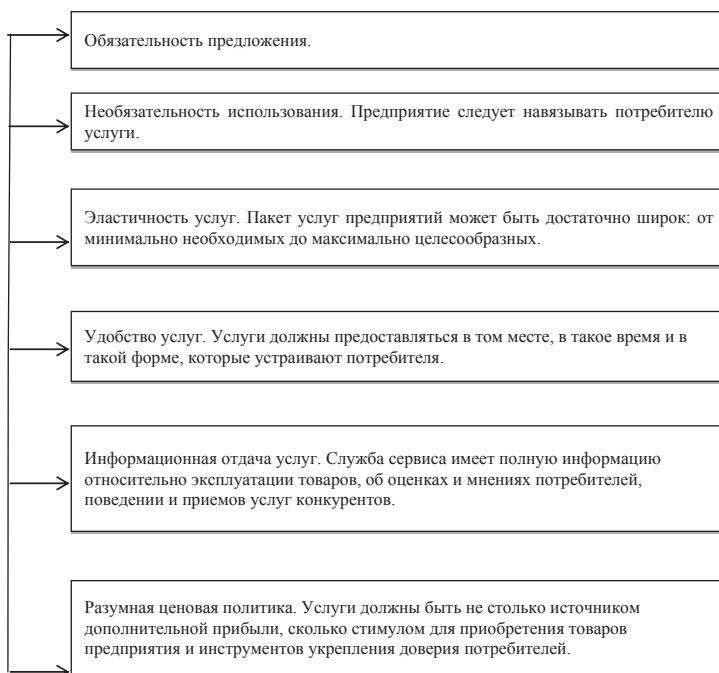 Обязательность предложения.
Необязательность использования. Предприятие следует навязывать потребителю
услуги.
Эластичность услуг. Пакет услуг предприятий может быть достаточно широк: от
минимально необходимых до максимально целесообразных.
Удобство услуг. Услуги должны предоставляться в том месте, в такое время и в
такой форме, которые устраивают потребителя.
Информационная отдача услуг. Служба сервиса имеет полную информацию
относительно эксплуатации товаров, об оценках и мнениях потребителей,
поведении и приемов услуг конкурентов.
Разумная ценовая политика. Услуги должны быть не столько источником
дополнительной прибыли, сколько стимулом для приобретения товаров
предприятия и инструментов укрепления доверия потребителей.